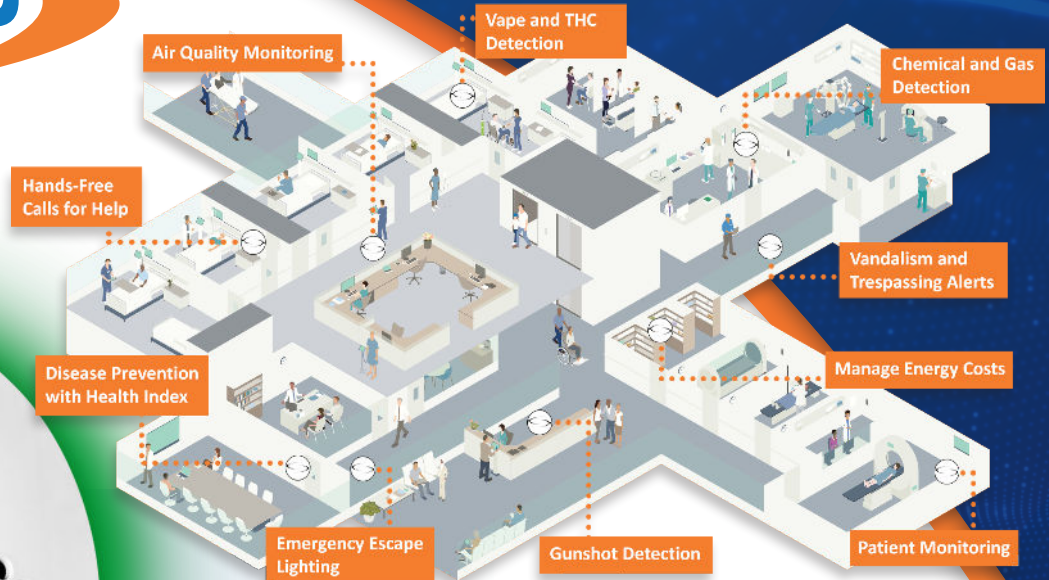 Vape and THC
Detection
Air Quality Monitoring
Chemical and Gas
Detection
Hands-Free
Calls for Help
Vandalism and
Trespassing Alerts
Disease Prevention
with Health Index
Manage Energy Costs
Emergency Escape
Lighting
Gunshot Detection
Patient Monitoring